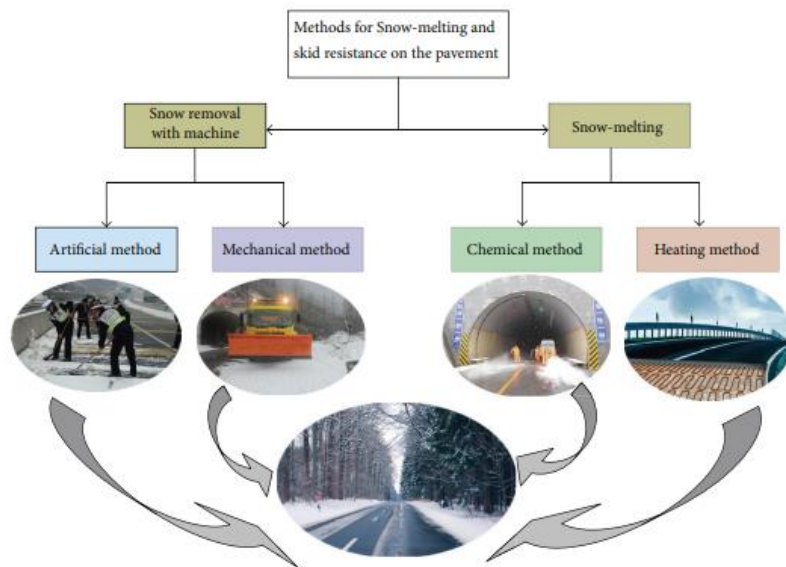 Methods for Snow-melting and
skid resistance on the pavement
Snow removal
with machine
Snow-melting
Artificial method
Mechanical method
Chemical method
Heating method